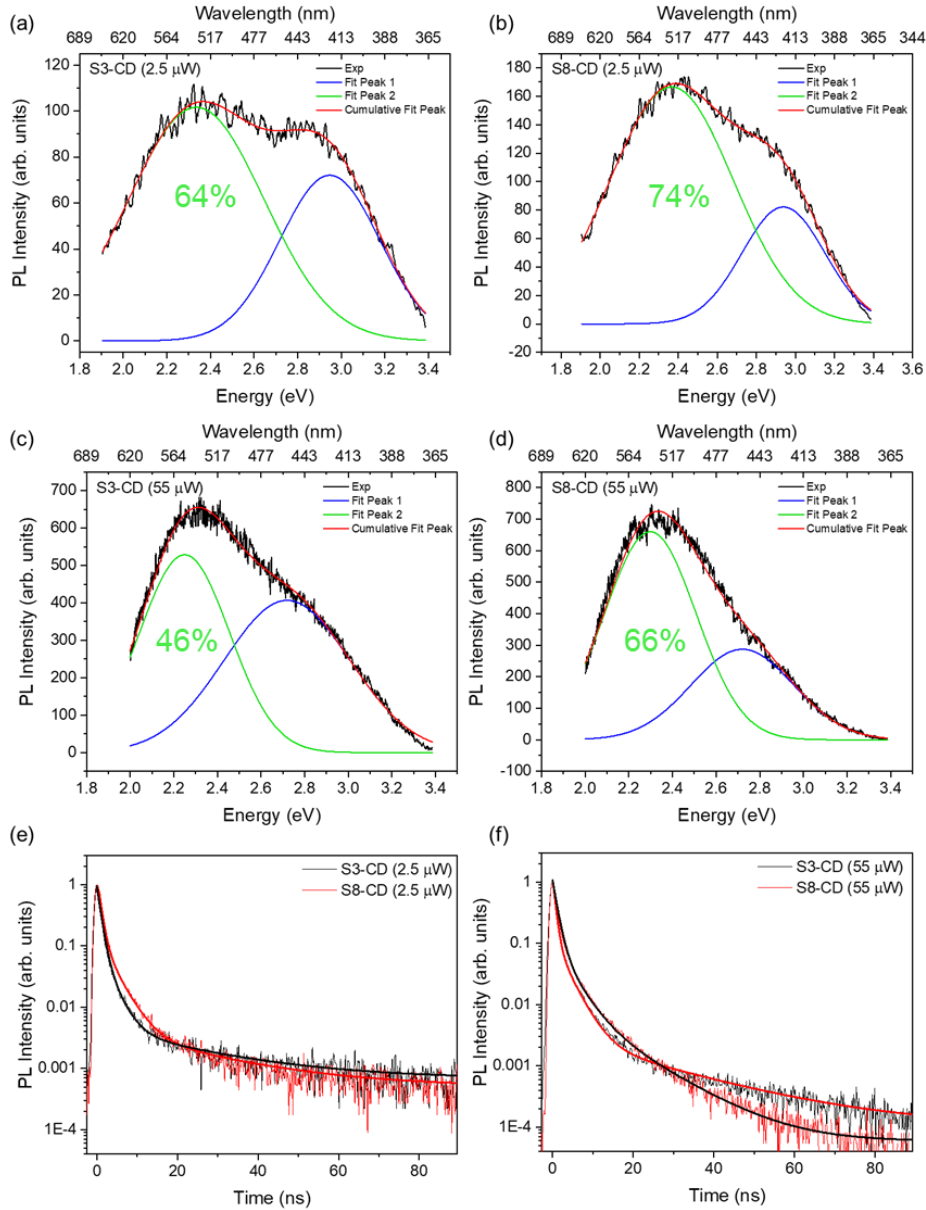 (a)
Wavelength (nm)
689 620 564 517 477 443 413 388 365
S3-CD (2.5 µW)
Exp
Fit Peak 1
Fit Peak 2
Cumulative Fit Peak
64%
PL Intensity (arb. units)
120
100
80
60
40
20
0
1.8 2.0 2.2 2.4 2.6 2.8 3.0 3.2 3.4
Energy (eV)
(b)
Wavelength (nm)
689 620 564 517 477 443 413 388 365 344
S8-CD (2.5 µW)
Exp
Fit Peak 1
Fit Peak 2
Cumulative Fit Peak
74%
PL Intensity (arb. units)
180
160
140
120
100
80
60
40
20
0
-20
1.8 2.0 2.2 2.4 2.6 2.8 3.0 3.2 3.4 3.6
Energy (eV)
(c)
Wavelength (nm)
689 620 564 517 477 443 413 388 365
S3-CD (55 µW)
Exp
Fit Peak 1
Fit Peak 2
Cumulative Fit Peak
46%
PL Intensity (arb. units)
700
600
500
400
300
200
100
0
1.8 2.0 2.2 2.4 2.6 2.8 3.0 3.2 3.4
Energy (eV)
(d)
Wavelength (nm)
689 620 564 517 477 443 413 388 365
S8-CD (55 µW)
Exp
Fit Peak 1
Fit Peak 2
Cumulative Fit Peak
66%
PL Intensity (arb. units)
800
700
600
500
400
300
200
100
0
-100
1.8 2.0 2.2 2.4 2.6 2.8 3.0 3.2 3.4
Energy (eV)
(e)
S3-CD (2.5 µW)
S8-CD (2.5 µW)
PL Intensity (arb. units)
1
0.1
0.01
0.001
1E-4
0 20 40 60 80
Time (ns)
(f)
S3-CD (55 µW)
S8-CD (55 µW)
PL Intensity (arb. units)
1
0.1
0.01
0.001
1E-4
0 20 40 60 80
Time (ns)